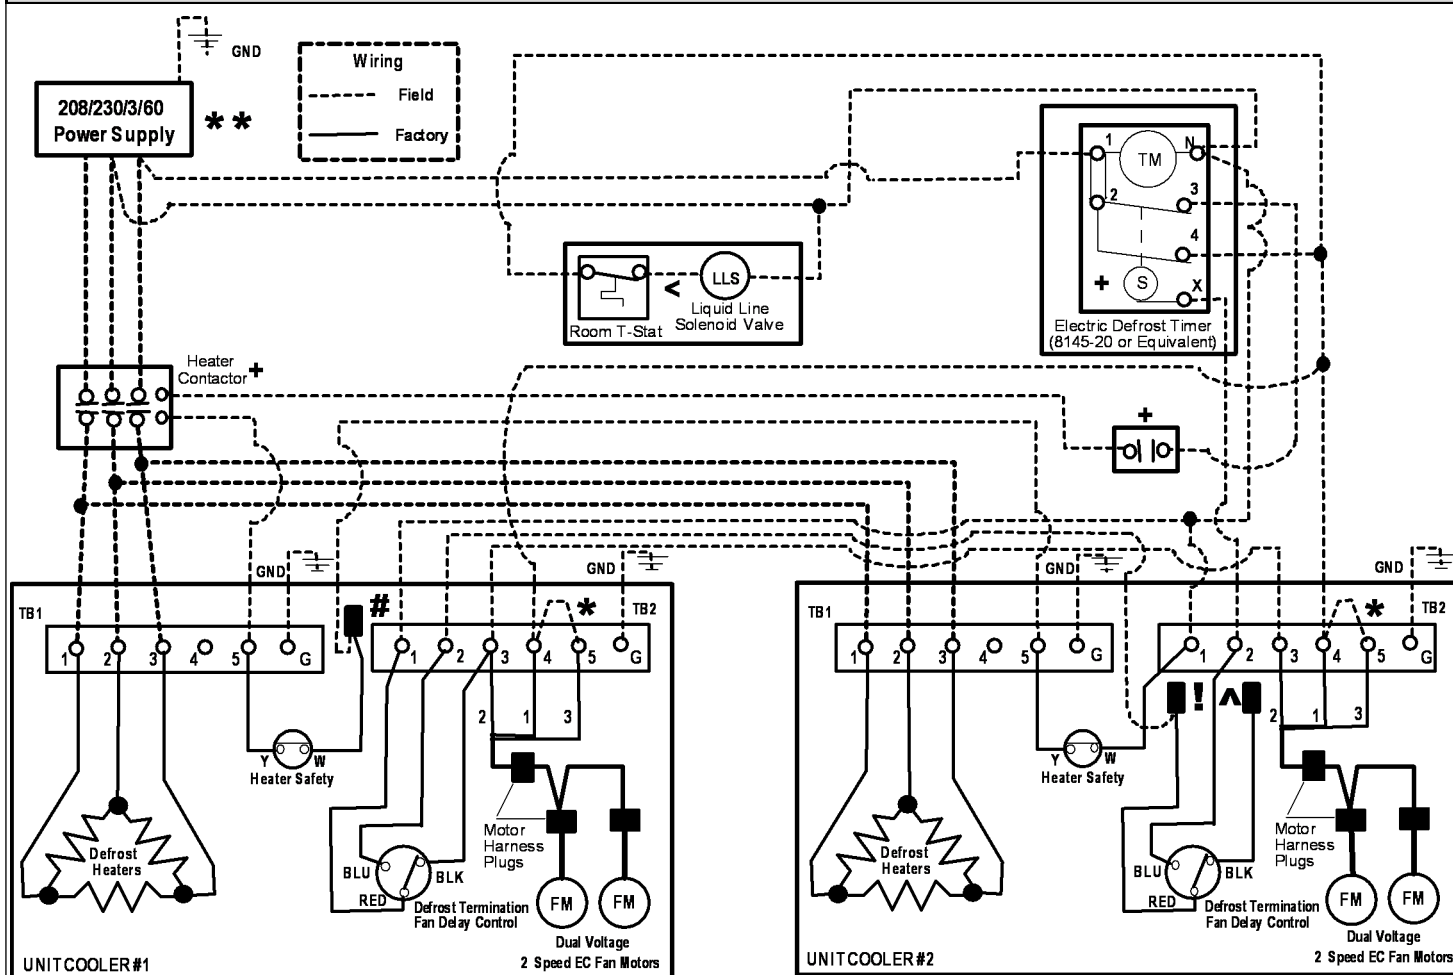 GND
Wiring
Field
Factory
208/230/3/60
Power Supply
**
1
TM
N
2
3
4
+
S
X
Electric Defrost Timer
(8145-20 or Equivalent)
<
LLS
Room T-Stat
Liquid Line
Solenoid Valve
Heater
Contactor +
+
GND
#
GND
*
TB1
TB2
1
2
3
4
5
G
1
2
3
4
5
G
2
1
3
Y
W
Heater Safety
Motor
Harness
Plugs
Defrost
Heaters
BLU
BLK
RED
FM
FM
Defrost Termination
Fan Delay Control
Dual Voltage
2 Speed EC Fan Motors
UNIT COOLER #1
GND
GND
*
TB1
TB2
1
2
3
4
5
G
1
2
3
4
5
G
!
^
2
1
3
Y
W
Heater Safety
Motor
Harness
Plugs
Defrost
Heaters
BLU
BLK
RED
FM
FM
Defrost Termination
Fan Delay Control
Dual Voltage
2 Speed EC Fan Motors
UNIT COOLER #2